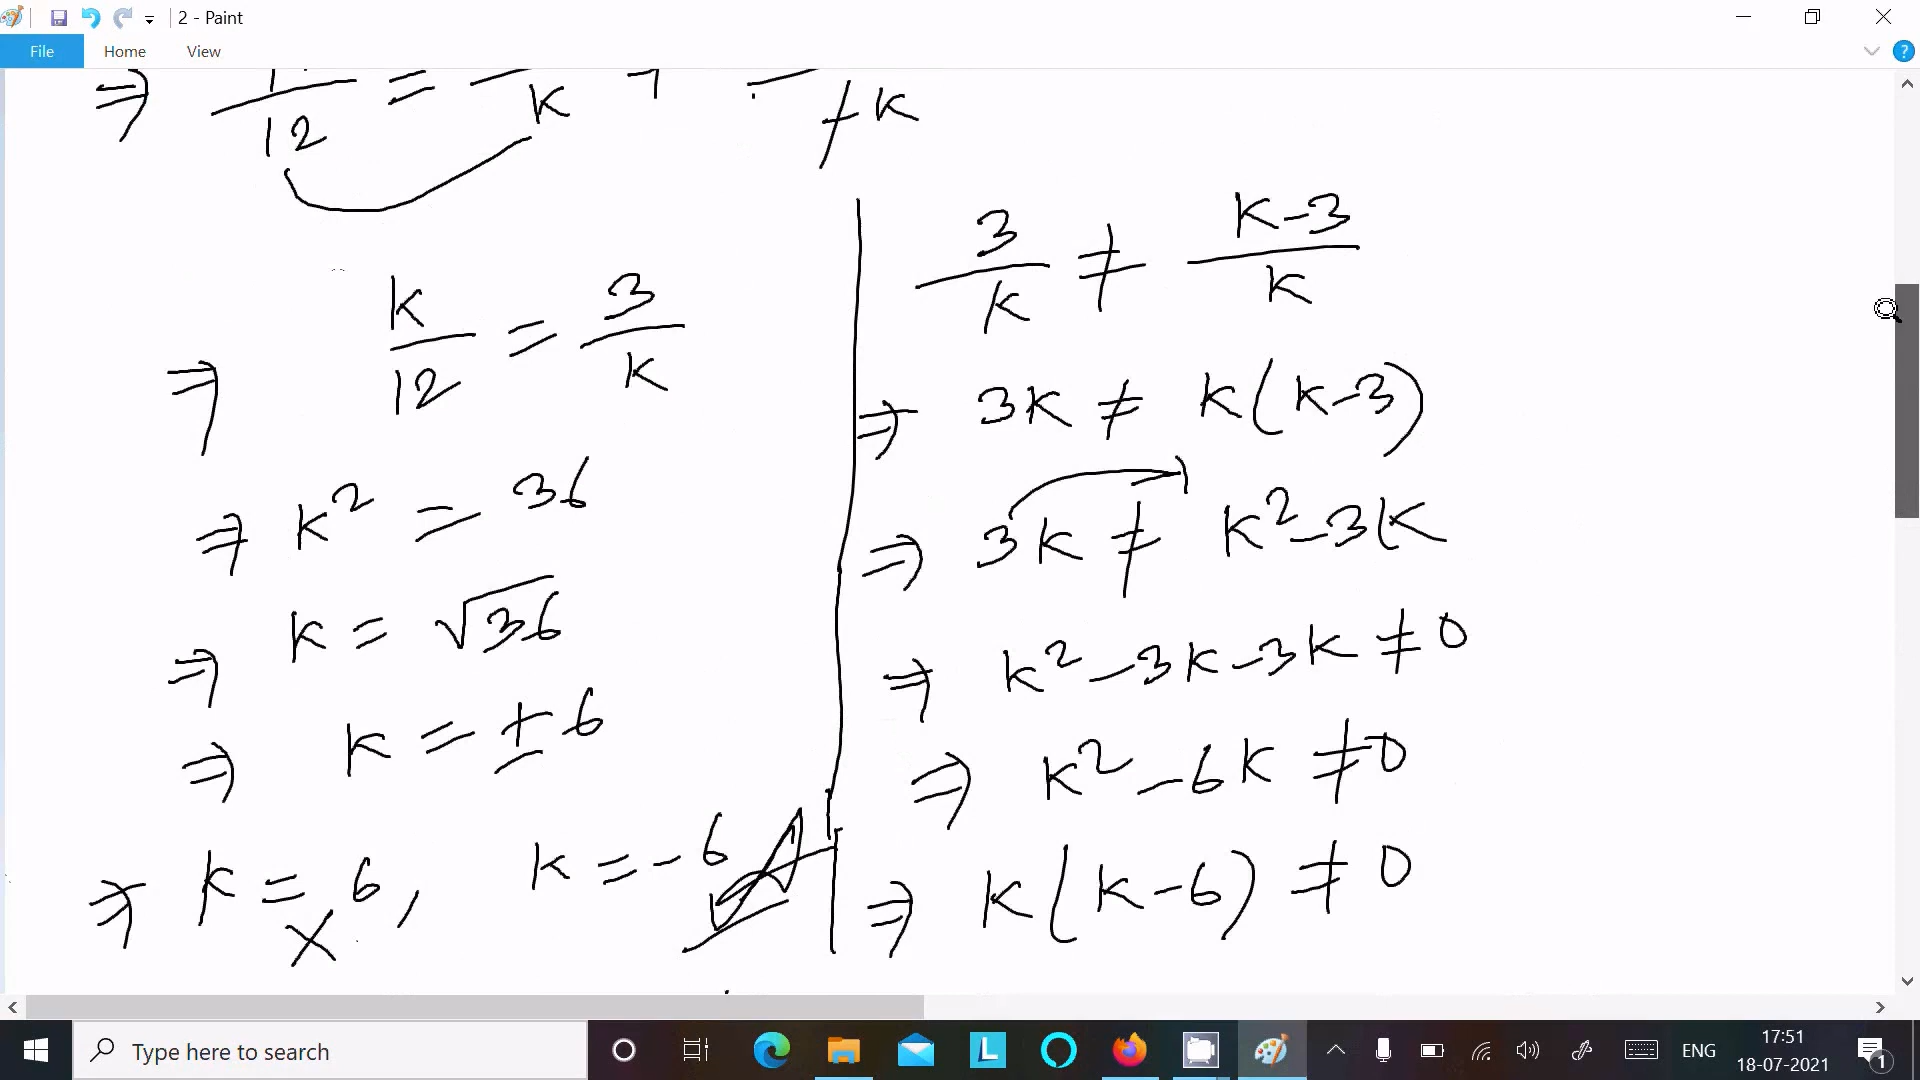 2 - Paint
File Home View
⇒ /12 = /K ≠ /K
⇒ K/12 = 3/K
⇒ K² = 36
⇒ K = √36
⇒ K = ±6
⇒ K = 6, K = -6
×
3/K ≠ K-3/K
⇒ 3K ≠ K(K-3)
⇒ 3K ≠ K²-3K
⇒ K²-3K-3K ≠ 0
⇒ K²-6K ≠ 0
⇒ K(K-6) ≠ 0
Type here to search
L
ENG
17:51
18-07-2021
1